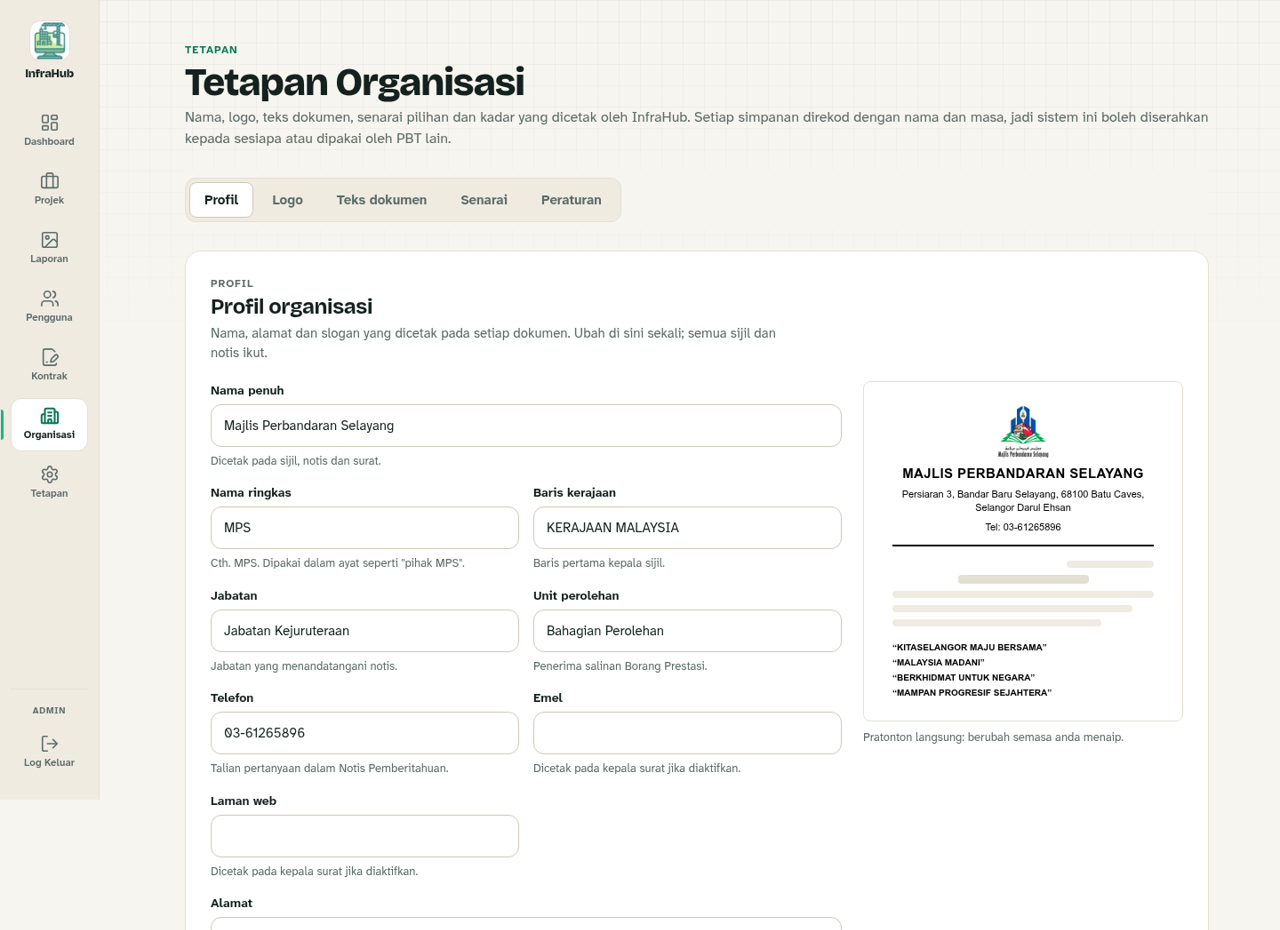 InfraHub
Dashboard
Projek
Laporan
Pengguna
Kontrak
Organisasi
Tetapan
ADMIN
Log Keluar
TETAPAN
Tetapan Organisasi
Nama, logo, teks dokumen, senarai pilihan dan kadar yang dicetak oleh InfraHub. Setiap simpanan direkod dengan nama dan masa, jadi sistem ini boleh diserahkan
kepada sesiapa atau dipakai oleh PBT lain.
Profil
Logo
Teks dokumen
Senarai
Peraturan
PROFIL
Profil organisasi
Nama, alamat dan slogan yang dicetak pada setiap dokumen. Ubah di sini sekali; semua sijil dan
notis ikut.
Nama penuh
Majlis Perbandaran Selayang
Dicetak pada sijil, notis dan surat.
Nama ringkas
MPS
Cth. MPS. Dipakai dalam ayat seperti "pihak MPS".
Baris kerajaan
KERAJAAN MALAYSIA
Baris pertama kepala sijil.
Jabatan
Jabatan Kejuruteraan
Jabatan yang menandatangani notis.
Unit perolehan
Bahagian Perolehan
Penerima salinan Borang Prestasi.
Telefon
03-61265896
Talian pertanyaan dalam Notis Pemberitahuan.
Emel
Dicetak pada kepala surat jika diaktifkan.
Laman web
Dicetak pada kepala surat jika diaktifkan.
Alamat
Majlis Perbandaran Selayang
MAJLIS PERBANDARAN SELAYANG
Persiaran 3, Bandar Baru Selayang, 68100 Batu Caves,
Selangor Darul Ehsan
Tel: 03-61265896
“KITASELANGOR MAJU BERSAMA”
“MALAYSIA MADANI”
“BERKHIDMAT UNTUK NEGARA”
“MAMPAN PROGRESIF SEJAHTERA”
Pratonton langsung: berubah semasa anda menaip.